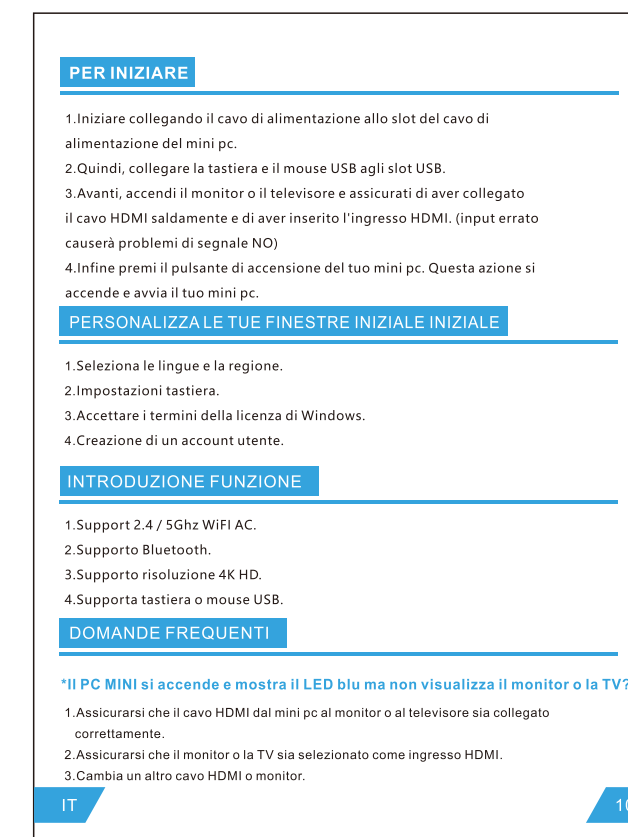 PER INIZIARE
1.Iniziare collegando il cavo di alimentazione allo slot del cavo di
alimentazione del mini pc.
2.Quindi, collegare la tastiera e il mouse USB agli slot USB.
3.Avanti, accendi il monitor o il televisore e assicurati di aver collegato
il cavo HDMI saldamente e di aver inserito l'ingresso HDMI. (input errato
causerà problemi di segnale NO)
4.Infine premi il pulsante di accensione del tuo mini pc. Questa azione si
accende e avvia il tuo mini pc.
PERSONALIZZA LE TUE FINESTRE INIZIALE INIZIALE
1.Seleziona le lingue e la regione.
2.Impostazioni tastiera.
3.Accettare i termini della licenza di Windows.
4.Creazione di un account utente.
INTRODUZIONE FUNZIONE
1.Support 2.4 / 5Ghz WiFI AC.
2.Supporto Bluetooth.
3.Supporto risoluzione 4K HD.
4.Supporta tastiera o mouse USB.
DOMANDE FREQUENTI
*Il PC MINI si accende e mostra il LED blu ma non visualizza il monitor o la TV?
1.Assicurarsi che il cavo HDMI dal mini pc al monitor o al televisore sia collegato
correttamente.
2.Assicurarsi che il monitor o la TV sia selezionato come ingresso HDMI.
3.Cambia un altro cavo HDMI o monitor.
IT